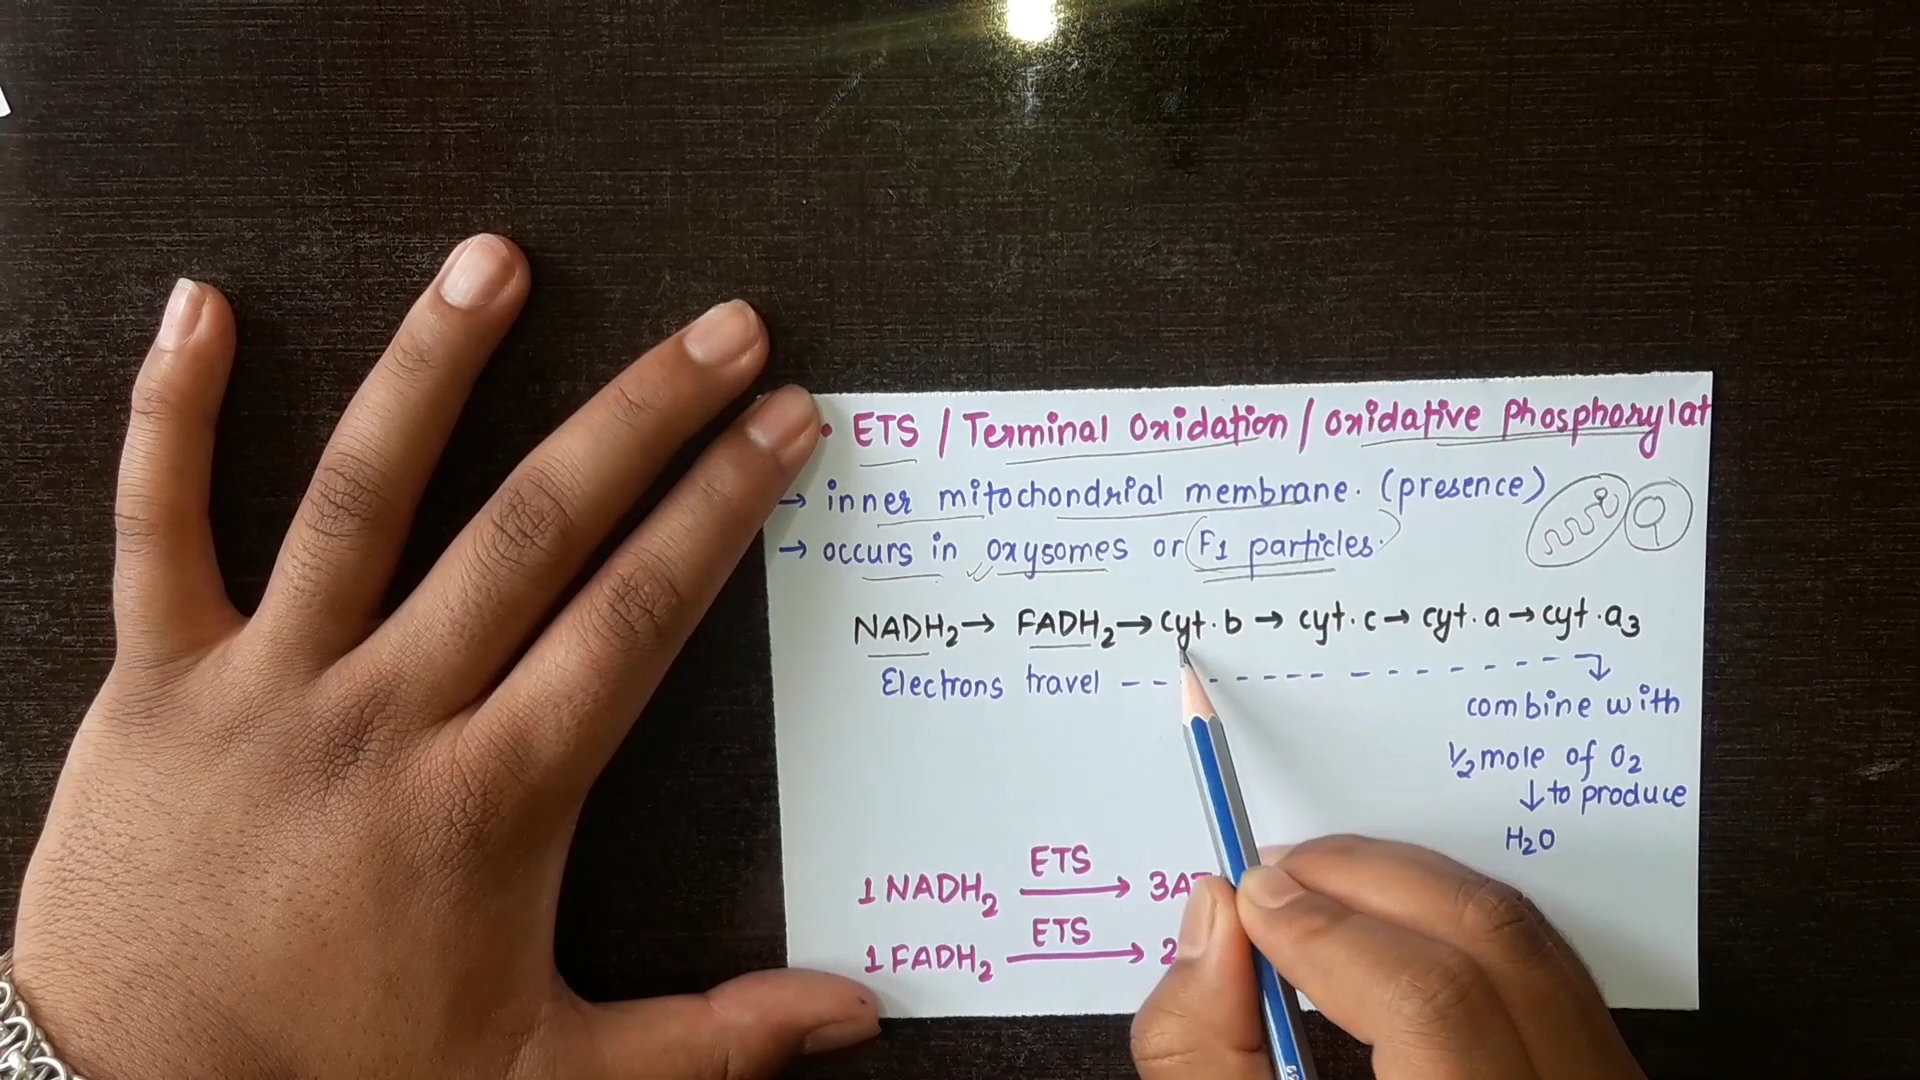 • ETS / Terminal Oxidation / Oxidative Phosphorylat
→ inner mitochondrial membrane. (presence)
→ occurs in oxysomes or F1 particles.
NADH₂ → FADH₂ → cyt.b → cyt.c → cyt.a → cyt.a₃
Electrons travel - - - - - - - - - - - - - - - ↓
combine with
½ mole of O₂
↓ to produce
H₂O
ETS
1 NADH₂ ⟶ 3A
ETS
1 FADH₂ ⟶ 2